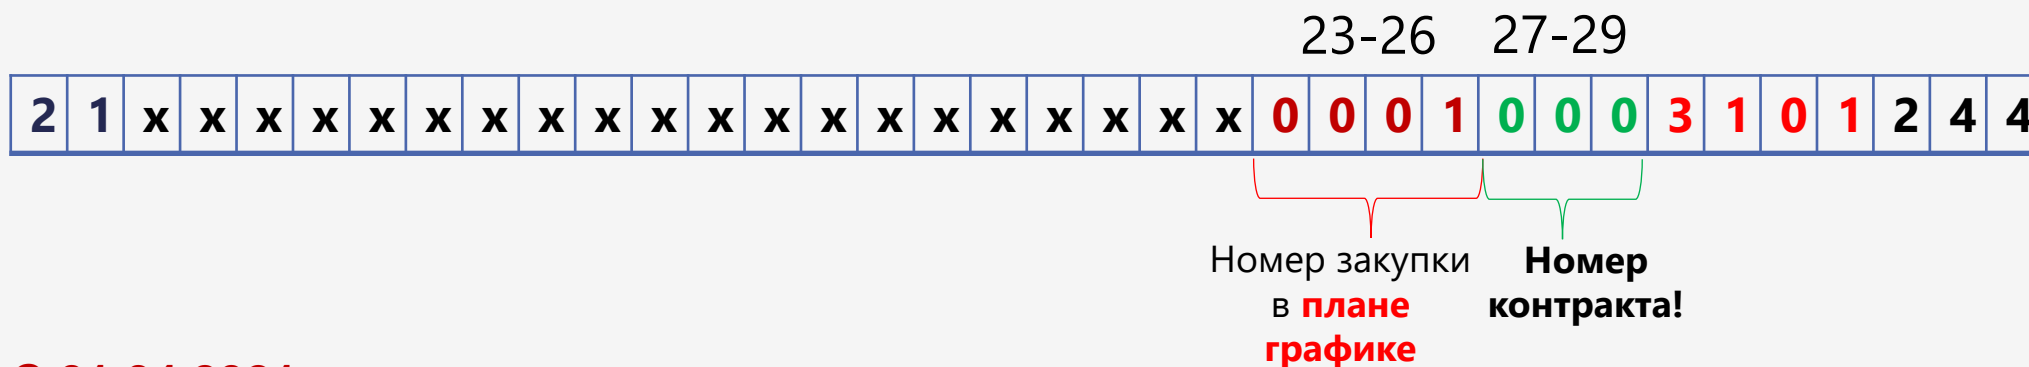 23-26 27-29
2 1 x x x x x x x x x x x x x x x x x x x x 0 0 0 1 0 0 0 3 1 0 1 2 4 4
Номер закупки
в плане
графике
Номер
контракта!